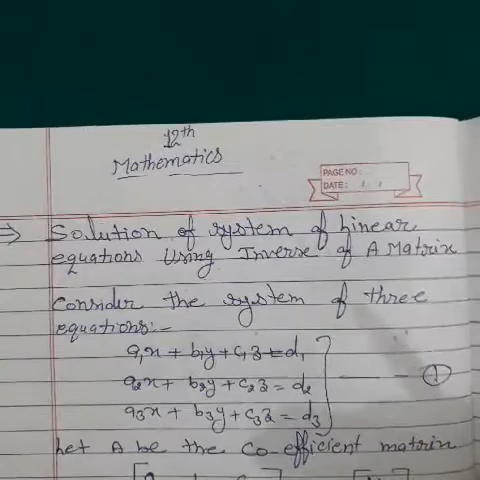 12th
Mathematics
PAGE NO:
DATE: / /
→ Solution of system of Linear
equations Using Inverse of A Matrix
Consider the system of three
equations:-
a₁x + b₁y + c₁z = d₁
a₂x + b₂y + c₂z = d₂ ①
a₃x + b₃y + c₃z = d₃
Let A be the co-efficient matrix